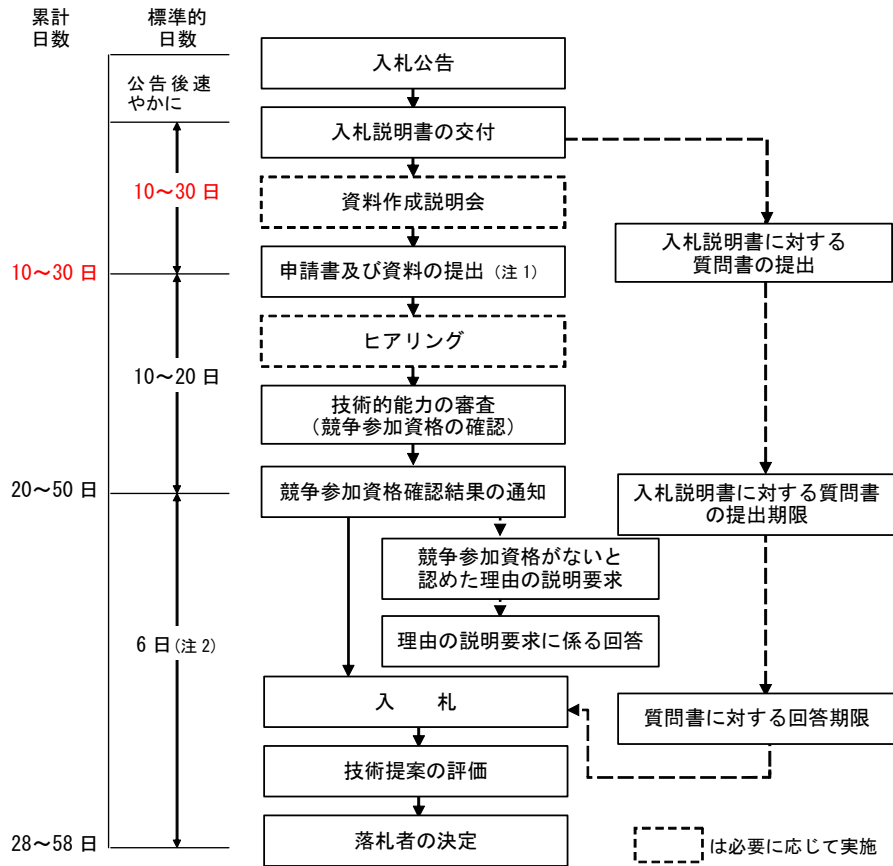 累計
日数
標準的
日数
公告後速
やかに
10～30 日
10～30 日
10～20 日
20～50 日
6 日(注 2)
28～58 日
入札公告
入札説明書の交付
資料作成説明会
申請書及び資料の提出 (注 1)
ヒアリング
技術的能力の審査
(競争参加資格の確認)
競争参加資格確認結果の通知
競争参加資格がないと
認めた理由の説明要求
理由の説明要求に係る回答
入　札
技術提案の評価
落札者の決定
入札説明書に対する
質問書の提出
入札説明書に対する質問書
の提出期限
質問書に対する回答期限
は必要に応じて実施